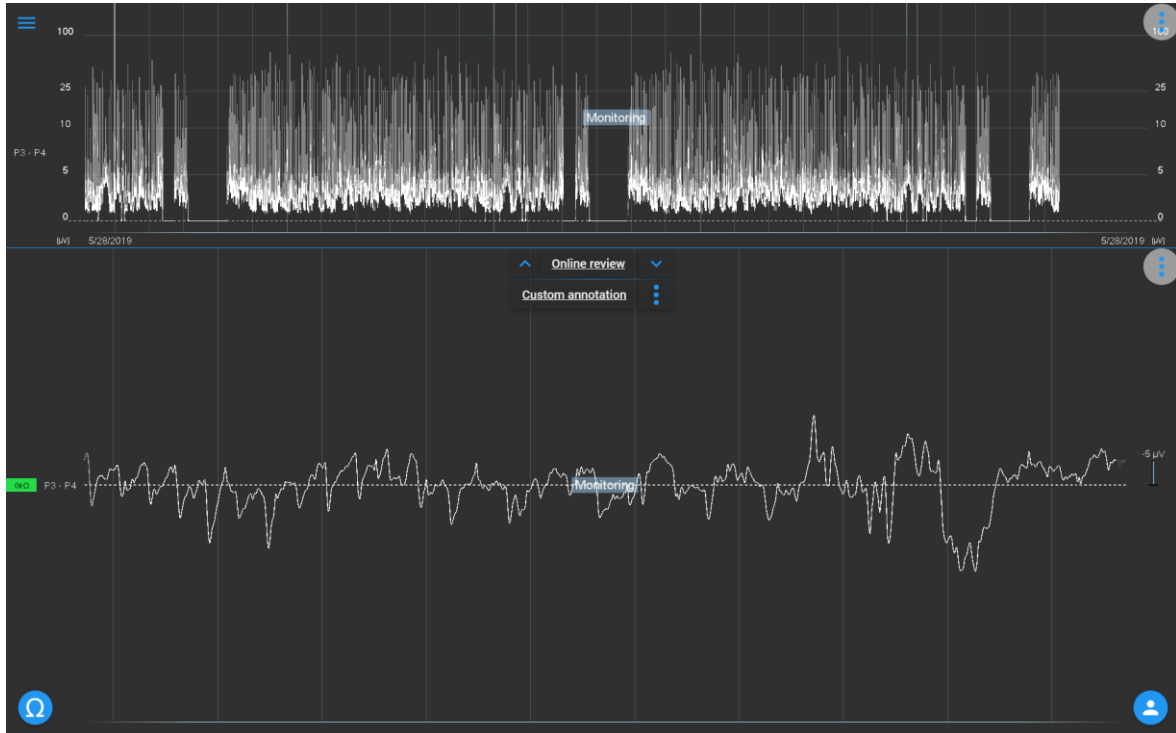 100 100
25 25
Monitoring
10 10
P3 - P4
5 5
0 0
[µV] 5/28/2019 5/28/2019 [µV]
Online review
Custom annotation
-5 µV
0kΩ P3 - P4 Monitoring
Ω